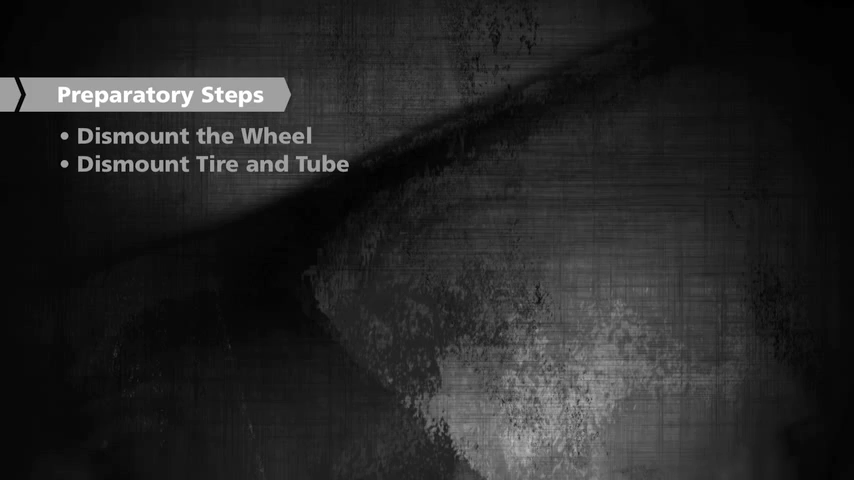 Preparatory Steps
• Dismount the Wheel
• Dismount Tire and Tube